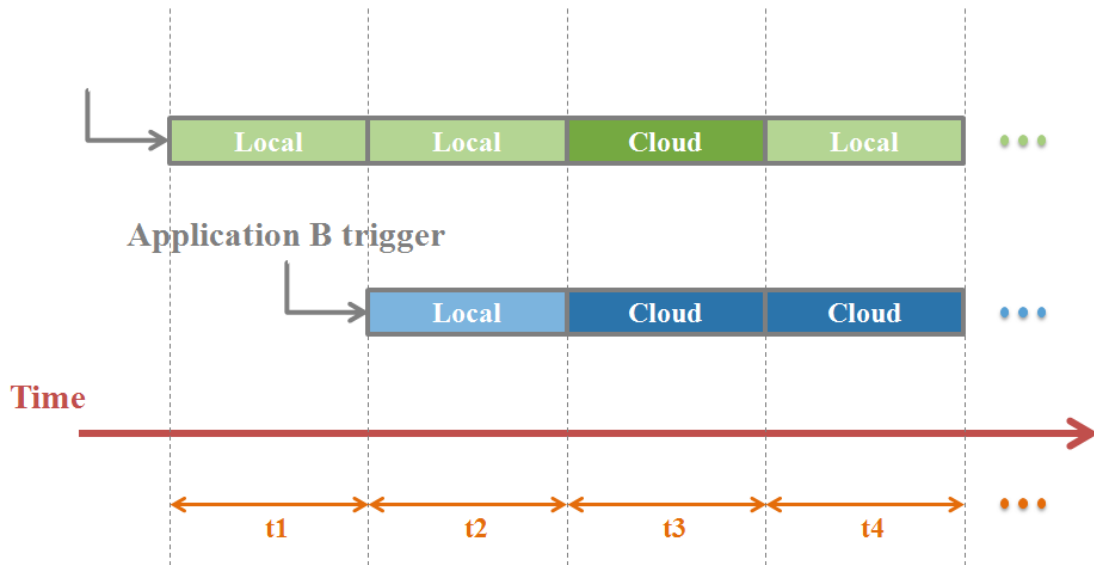 Local Local Cloud Local
Application B trigger
Local Cloud Cloud
Time
t1 t2 t3 t4